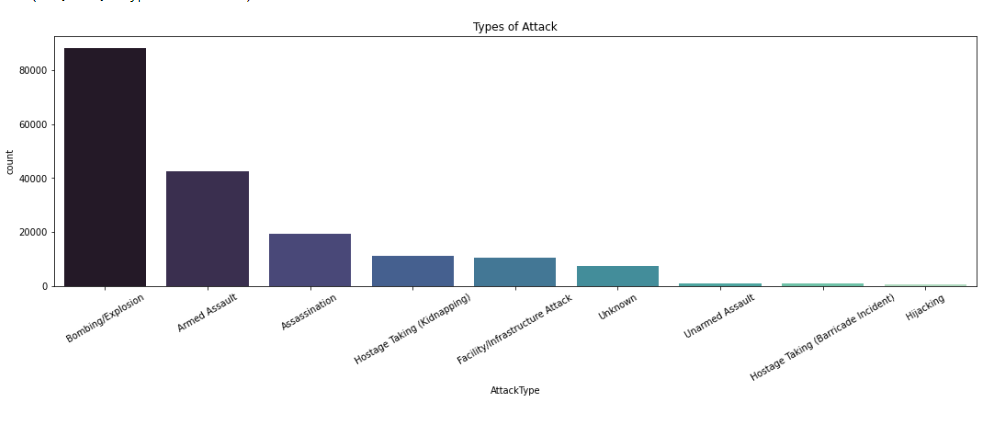 Types of Attack
80000
60000
40000
20000
0
count
Bombing/Explosion
Armed Assault
Assassination
Hostage Taking (Kidnapping)
Facility/Infrastructure Attack
Unknown
Unarmed Assault
Hostage Taking (Barricade Incident)
Hijacking
AttackType